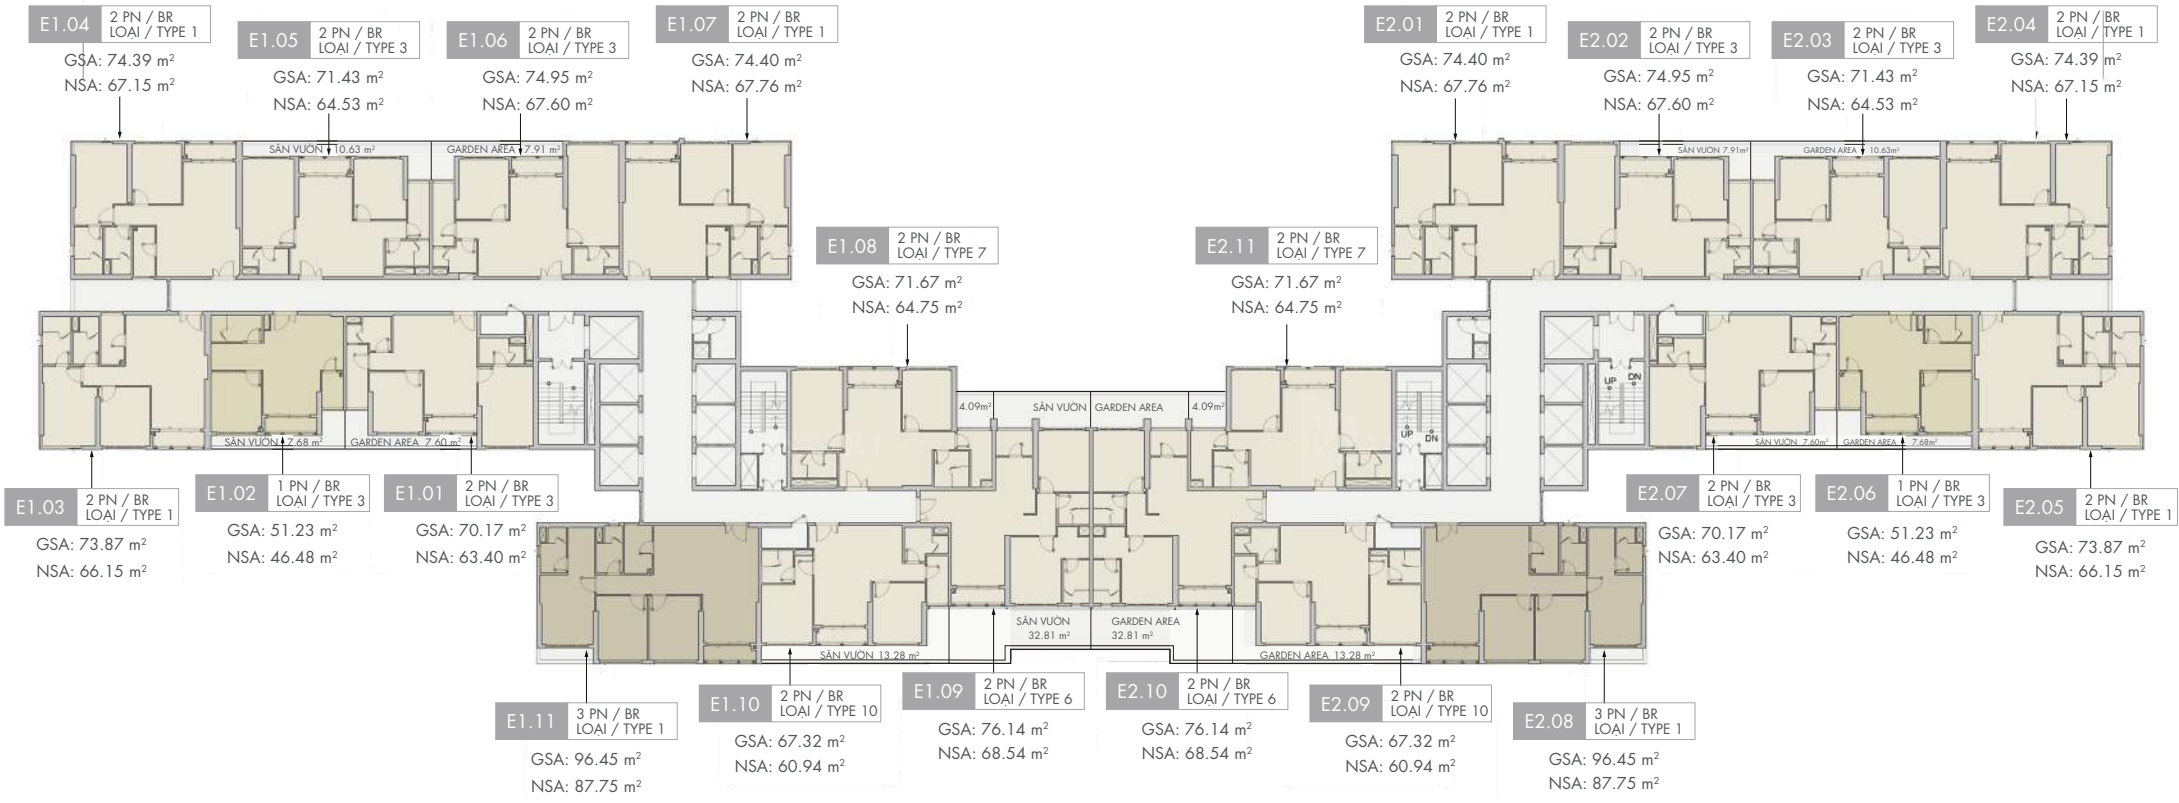 E1.04
2 PN / BR
LOẠI / TYPE 1
GSA: 74.39 m²
NSA: 67.15 m²
E1.05
2 PN / BR
LOẠI / TYPE 3
GSA: 71.43 m²
NSA: 64.53 m²
E1.06
2 PN / BR
LOẠI / TYPE 3
GSA: 74.95 m²
NSA: 67.60 m²
E1.07
2 PN / BR
LOẠI / TYPE 1
GSA: 74.40 m²
NSA: 67.76 m²
E2.01
2 PN / BR
LOẠI / TYPE 1
GSA: 74.40 m²
NSA: 67.76 m²
E2.02
2 PN / BR
LOẠI / TYPE 3
GSA: 74.95 m²
NSA: 67.60 m²
E2.03
2 PN / BR
LOẠI / TYPE 3
GSA: 71.43 m²
NSA: 64.53 m²
E2.04
2 PN / BR
LOẠI / TYPE 1
GSA: 74.39 m²
NSA: 67.15 m²
SÂN VƯỜN 10.63 m²
GARDEN AREA 7.91 m²
SÂN VƯỜN 7.91m²
GARDEN AREA 10.63m²
E1.08
2 PN / BR
LOẠI / TYPE 7
GSA: 71.67 m²
NSA: 64.75 m²
E2.11
2 PN / BR
LOẠI / TYPE 7
GSA: 71.67 m²
NSA: 64.75 m²
UP
DN
4.09m²
SÂN VƯỜN
GARDEN AREA
4.09m²
UP
DN
SÂN VƯỜN 7.68 m²
GARDEN AREA 7.60 m²
SÂN VƯỜN 7.60m²
GARDEN AREA 7.68m²
E1.03
2 PN / BR
LOẠI / TYPE 1
GSA: 73.87 m²
NSA: 66.15 m²
E1.02
1 PN / BR
LOẠI / TYPE 3
GSA: 51.23 m²
NSA: 46.48 m²
E1.01
2 PN / BR
LOẠI / TYPE 3
GSA: 70.17 m²
NSA: 63.40 m²
E2.07
2 PN / BR
LOẠI / TYPE 3
GSA: 70.17 m²
NSA: 63.40 m²
E2.06
1 PN / BR
LOẠI / TYPE 3
GSA: 51.23 m²
NSA: 46.48 m²
E2.05
2 PN / BR
LOẠI / TYPE 1
GSA: 73.87 m²
NSA: 66.15 m²
SÂN VƯỜN
32.81 m²
GARDEN AREA
32.81 m²
SÂN VƯỜN 13.28 m²
GARDEN AREA 13.28 m²
E1.11
3 PN / BR
LOẠI / TYPE 1
GSA: 96.45 m²
NSA: 87.75 m²
E1.10
2 PN / BR
LOẠI / TYPE 10
GSA: 67.32 m²
NSA: 60.94 m²
E1.09
2 PN / BR
LOẠI / TYPE 6
GSA: 76.14 m²
NSA: 68.54 m²
E2.10
2 PN / BR
LOẠI / TYPE 6
GSA: 76.14 m²
NSA: 68.54 m²
E2.09
2 PN / BR
LOẠI / TYPE 10
GSA: 67.32 m²
NSA: 60.94 m²
E2.08
3 PN / BR
LOẠI / TYPE 1
GSA: 96.45 m²
NSA: 87.75 m²